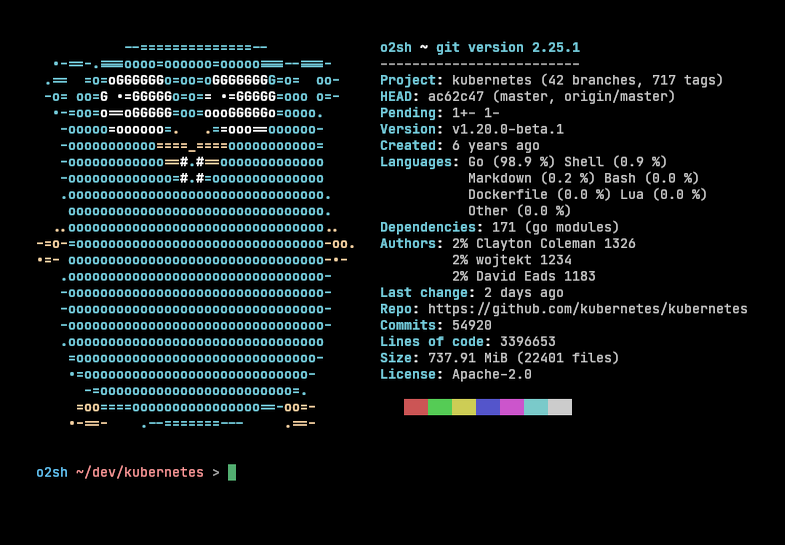 o2sh ~ git version 2.25.1
-------------------------
Project: kubernetes (42 branches, 717 tags)
HEAD: ac62c47 (master, origin/master)
Pending: 1+- 1-
Version: v1.20.0-beta.1
Created: 6 years ago
Languages: Go (98.9 %) Shell (0.9 %)
Markdown (0.2 %) Bash (0.0 %)
Dockerfile (0.0 %) Lua (0.0 %)
Other (0.0 %)
Dependencies: 171 (go modules)
Authors: 2% Clayton Coleman 1326
2% wojtekt 1234
2% David Eads 1183
Last change: 2 days ago
Repo: https://github.com/kubernetes/kubernetes
Commits: 54920
Lines of code: 3396653
Size: 737.91 MiB (22401 files)
License: Apache-2.0
o2sh ~/dev/kubernetes >